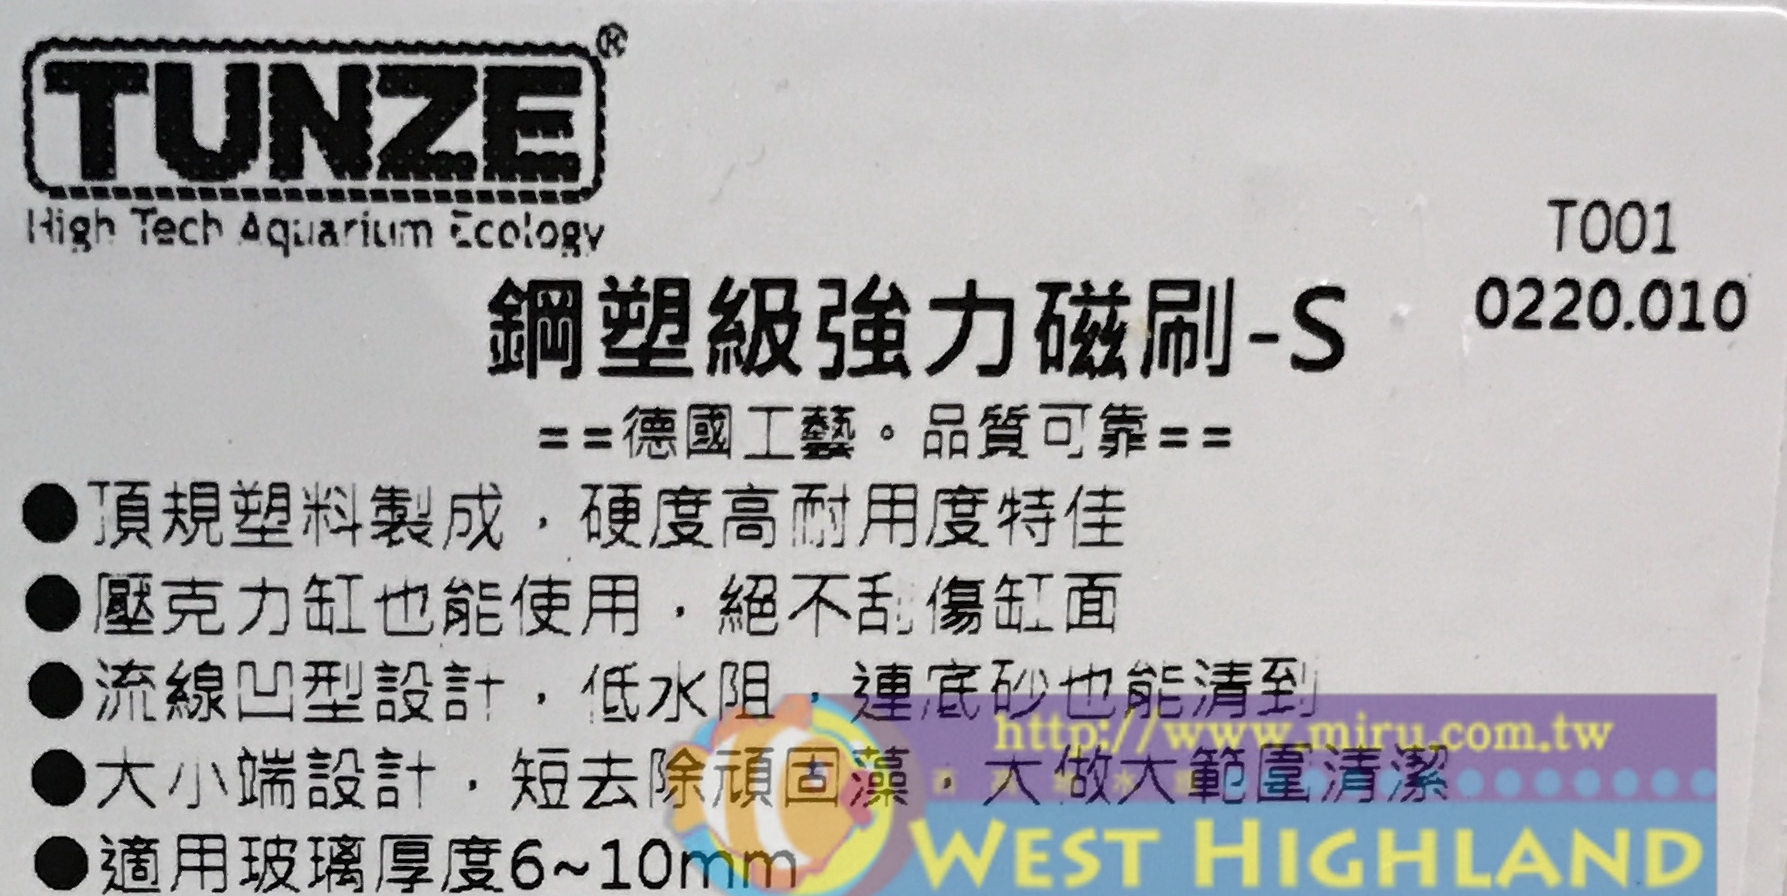 TUNZE®
High Tech Aquarium Ecology
T001
0220.010
鋼塑級強力磁刷-S
==德國工藝。品質可靠==
●頂規塑料製成，硬度高耐用度特佳
●壓克力缸也能使用，絕不刮傷缸面
●流線凹型設計，低水阻，連底砂也能清到
●大小端設計，短去除頑固藻，大做大範圍清潔
●適用玻璃厚度6~10mm
http://www.miru.com.tw
WEST HIGHLAND